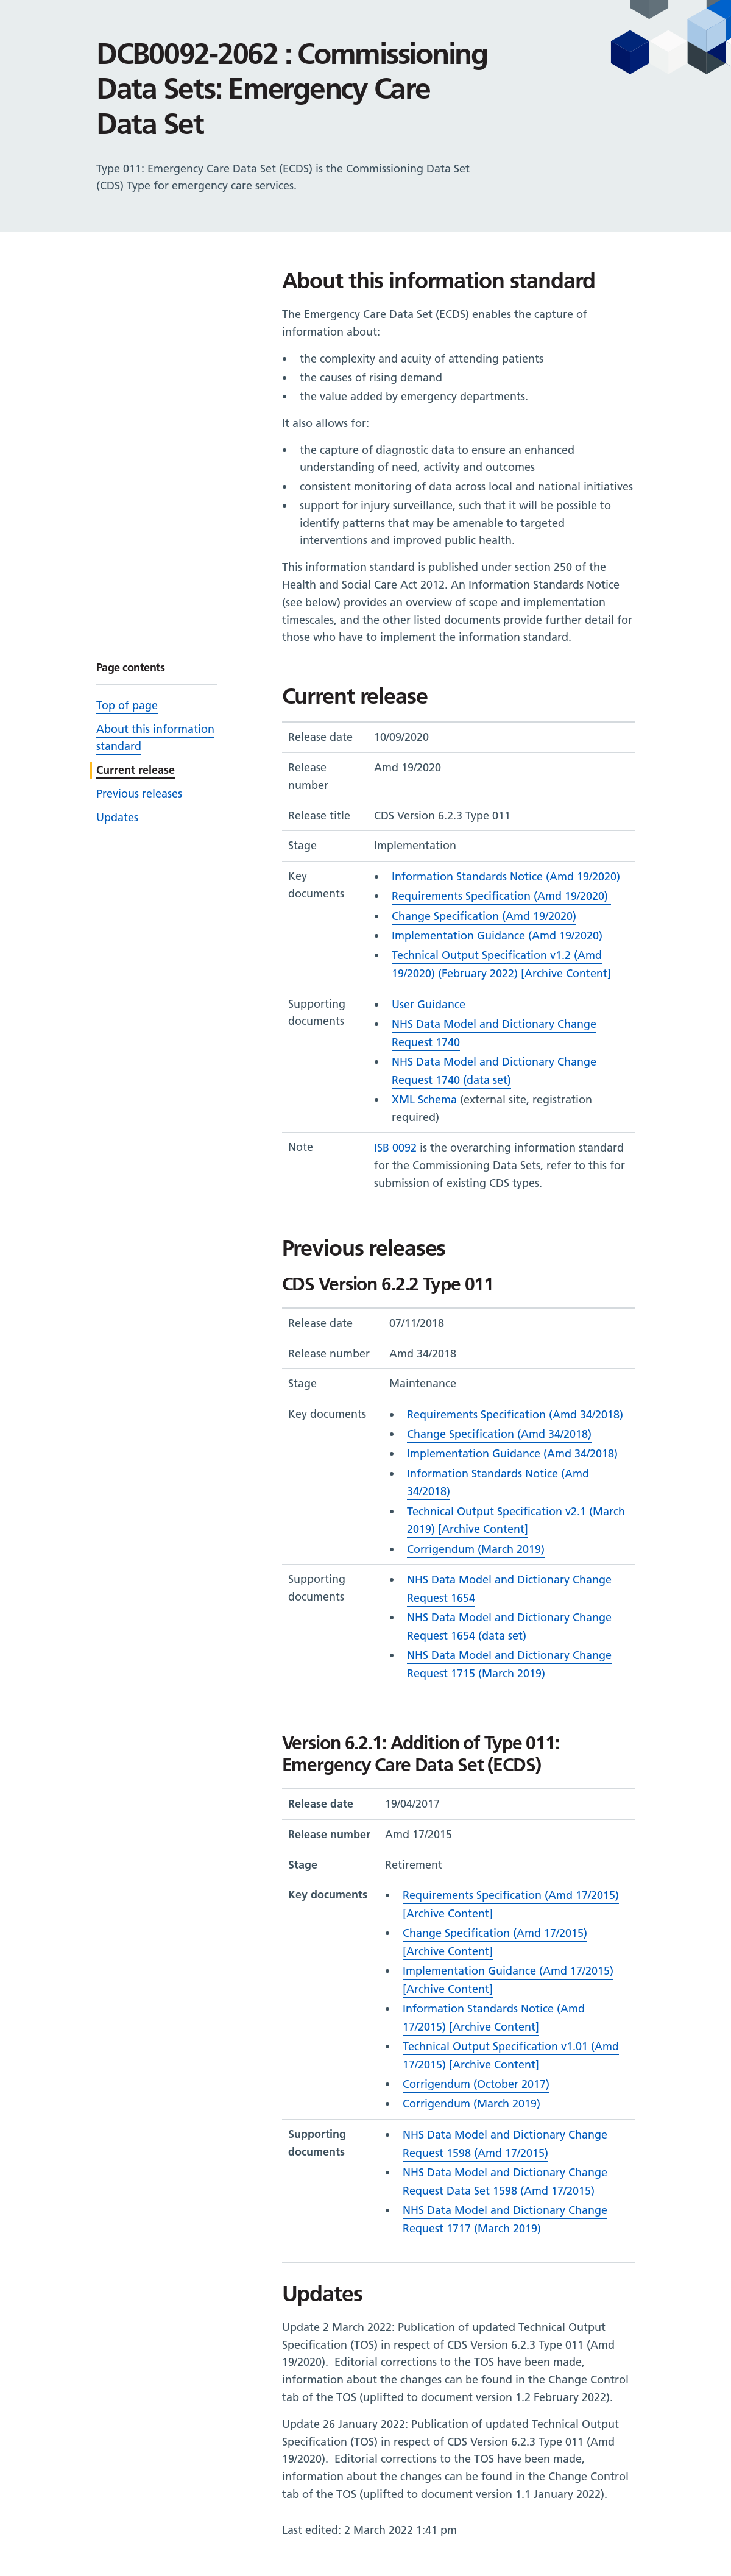 DCB0092-2062 : Commissioning
Data Sets: Emergency Care
Data Set
Type 011: Emergency Care Data Set (ECDS) is the Commissioning Data Set
(CDS) Type for emergency care services.
About this information standard
The Emergency Care Data Set (ECDS) enables the capture of
information about:
• the complexity and acuity of attending patients
• the causes of rising demand
• the value added by emergency departments.
It also allows for:
• the capture of diagnostic data to ensure an enhanced
understanding of need, activity and outcomes
• consistent monitoring of data across local and national initiatives
• support for injury surveillance, such that it will be possible to
identify patterns that may be amenable to targeted
interventions and improved public health.
This information standard is published under section 250 of the
Health and Social Care Act 2012. An Information Standards Notice
(see below) provides an overview of scope and implementation
timescales, and the other listed documents provide further detail for
those who have to implement the information standard.
Page contents
Top of page
About this information
standard
Current release
Previous releases
Updates
Current release
Release date 10/09/2020
Release
number
Amd 19/2020
Release title CDS Version 6.2.3 Type 011
Stage Implementation
Key
documents
• Information Standards Notice (Amd 19/2020)
• Requirements Specification (Amd 19/2020)
• Change Specification (Amd 19/2020)
• Implementation Guidance (Amd 19/2020)
• Technical Output Specification v1.2 (Amd
19/2020) (February 2022) [Archive Content]
Supporting
documents
• User Guidance
• NHS Data Model and Dictionary Change
Request 1740
• NHS Data Model and Dictionary Change
Request 1740 (data set)
• XML Schema (external site, registration
required)
Note
ISB 0092 is the overarching information standard
for the Commissioning Data Sets, refer to this for
submission of existing CDS types.
Previous releases
CDS Version 6.2.2 Type 011
Release date 07/11/2018
Release number Amd 34/2018
Stage Maintenance
Key documents
• Requirements Specification (Amd 34/2018)
• Change Specification (Amd 34/2018)
• Implementation Guidance (Amd 34/2018)
• Information Standards Notice (Amd
34/2018)
• Technical Output Specification v2.1 (March
2019) [Archive Content]
• Corrigendum (March 2019)
Supporting
documents
• NHS Data Model and Dictionary Change
Request 1654
• NHS Data Model and Dictionary Change
Request 1654 (data set)
• NHS Data Model and Dictionary Change
Request 1715 (March 2019)
Version 6.2.1: Addition of Type 011:
Emergency Care Data Set (ECDS)
Release date 19/04/2017
Release number Amd 17/2015
Stage Retirement
Key documents
• Requirements Specification (Amd 17/2015)
[Archive Content]
• Change Specification (Amd 17/2015)
[Archive Content]
• Implementation Guidance (Amd 17/2015)
[Archive Content]
• Information Standards Notice (Amd
17/2015) [Archive Content]
• Technical Output Specification v1.01 (Amd
17/2015) [Archive Content]
• Corrigendum (October 2017)
• Corrigendum (March 2019)
Supporting
documents
• NHS Data Model and Dictionary Change
Request 1598 (Amd 17/2015)
• NHS Data Model and Dictionary Change
Request Data Set 1598 (Amd 17/2015)
• NHS Data Model and Dictionary Change
Request 1717 (March 2019)
Updates
Update 2 March 2022: Publication of updated Technical Output
Specification (TOS) in respect of CDS Version 6.2.3 Type 011 (Amd
19/2020). Editorial corrections to the TOS have been made,
information about the changes can be found in the Change Control
tab of the TOS (uplifted to document version 1.2 February 2022).
Update 26 January 2022: Publication of updated Technical Output
Specification (TOS) in respect of CDS Version 6.2.3 Type 011 (Amd
19/2020). Editorial corrections to the TOS have been made,
information about the changes can be found in the Change Control
tab of the TOS (uplifted to document version 1.1 January 2022).
Last edited: 2 March 2022 1:41 pm